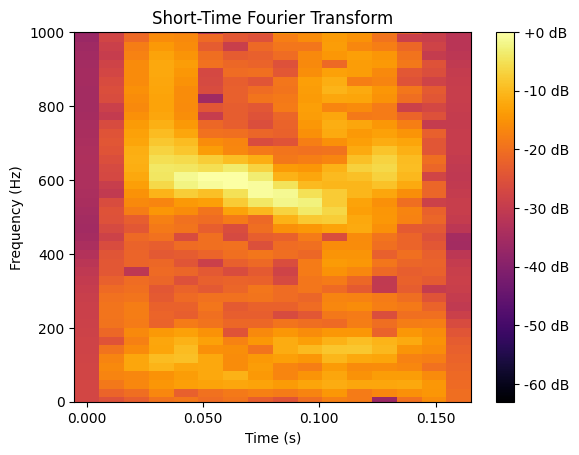 Short-Time Fourier Transform
1000
800
600
400
200
0
Frequency (Hz)
0.000
0.050
0.100
0.150
Time (s)
+0 dB
-10 dB
-20 dB
-30 dB
-40 dB
-50 dB
-60 dB